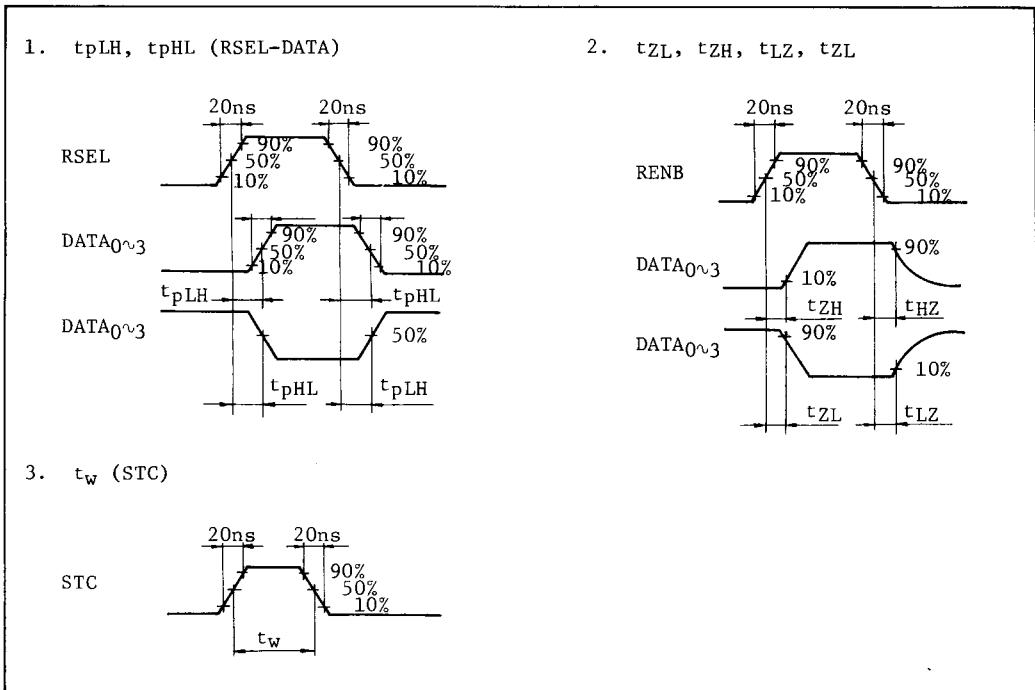 1. tpLH, tpHL (RSEL-DATA)
20ns 20ns
RSEL
90%
50%
10%
90%
50%
10%
DATA0~3
90%
50%
10%
90%
50%
10%
tpLH
tpHL
DATA0~3
50%
tpHL
tpLH
2. tZL, tZH, tLZ, tZL
20ns 20ns
RENB
90%
50%
10%
90%
50%
10%
DATA0~3
10%
90%
tZH
tHZ
DATA0~3
90%
10%
tZL
tLZ
3. tw (STC)
20ns 20ns
STC
90%
50%
10%
tw